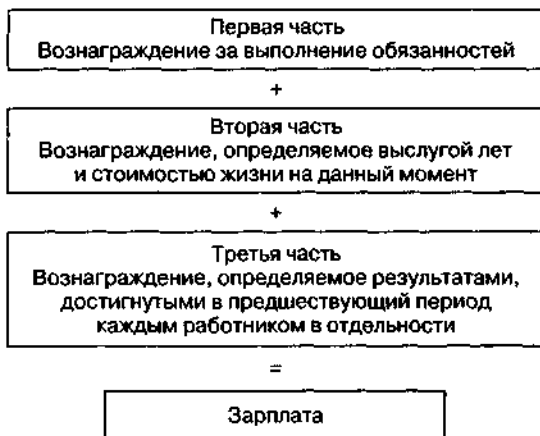 Первая часть
Вознаграждение за выполнение обязанностей
+
Вторая часть
Вознаграждение, определяемое выслугой лет
и стоимостью жизни на данный момент
+
Третья часть
Вознаграждение, определяемое результатами,
достигнутыми в предшествующий период
каждым работником в отдельности
=
Зарплата